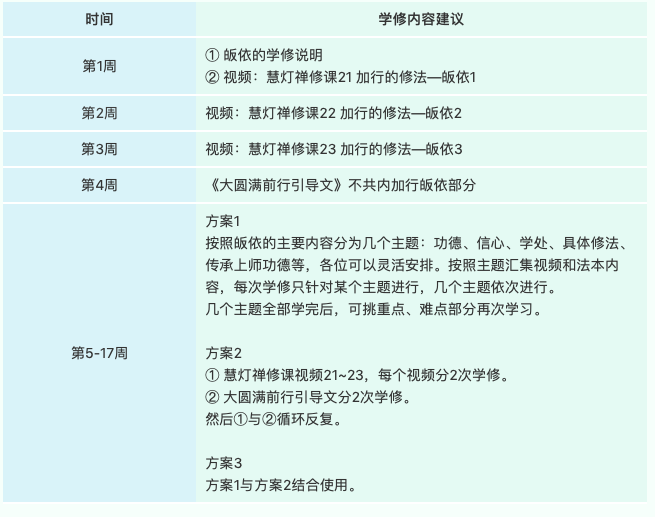 时间
学修内容建议
第1周
① 皈依的学修说明
② 视频：慧灯禅修课21 加行的修法—皈依1
第2周
视频：慧灯禅修课22 加行的修法—皈依2
第3周
视频：慧灯禅修课23 加行的修法—皈依3
第4周
《大圆满前行引导文》不共内加行皈依部分
第5-17周
方案1
按照皈依的主要内容分为几个主题：功德、信心、学处、具体修法、
传承上师功德等，各位可以灵活安排。按照主题汇集视频和法本内
容，每次学修只针对某个主题进行，几个主题依次进行。
几个主题全部学完后，可挑重点、难点部分再次学习。
方案2
① 慧灯禅修课视频21~23，每个视频分2次学修。
② 大圆满前行引导文分2次学修。
然后①与②循环反复。
方案3
方案1与方案2结合使用。